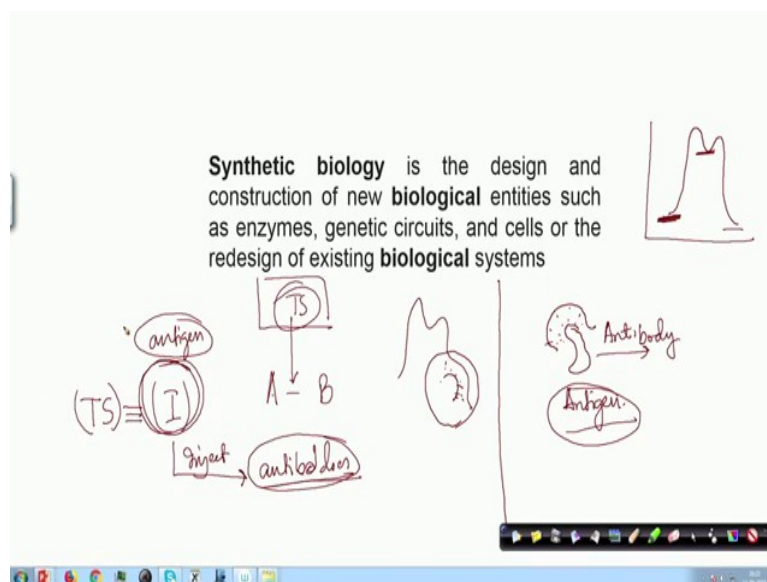 Synthetic biology is the design and
construction of new biological entities such
as enzymes, genetic circuits, and cells or the
redesign of existing biological systems
TS
antigen
A - B
(TS) ≡ (I)
Inject
antibodies
Antibody
Antigen.